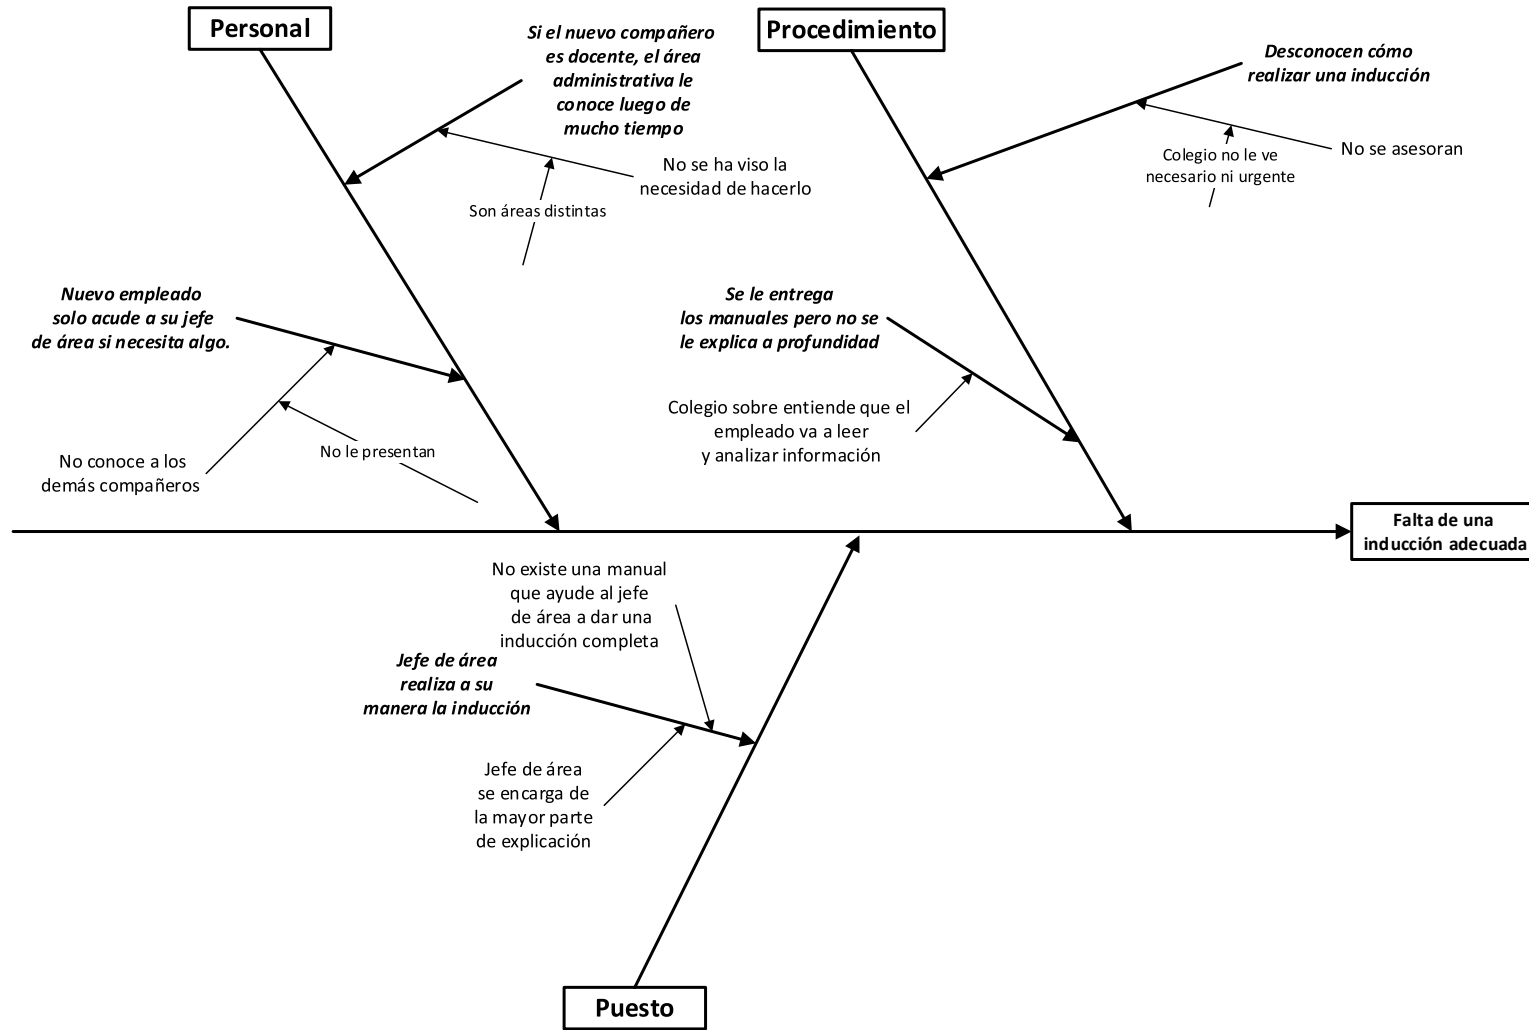 Personal
Si el nuevo compañero
es docente, el área
administrativa le
conoce luego de
mucho tiempo
No se ha viso la
necesidad de hacerlo
Son áreas distintas
Nuevo empleado
solo acude a su jefe
de área si necesita algo.
No le presentan
No conoce a los
demás compañeros
Procedimiento
Desconocen cómo
realizar una inducción
No se asesoran
Colegio no le ve
necesario ni urgente
Se le entrega
los manuales pero no se
le explica a profundidad
Colegio sobre entiende que el
empleado va a leer
y analizar información
Falta de una
inducción adecuada
No existe una manual
que ayude al jefe
de área a dar una
inducción completa
Jefe de área
realiza a su
manera la inducción
Jefe de área
se encarga de
la mayor parte
de explicación
Puesto